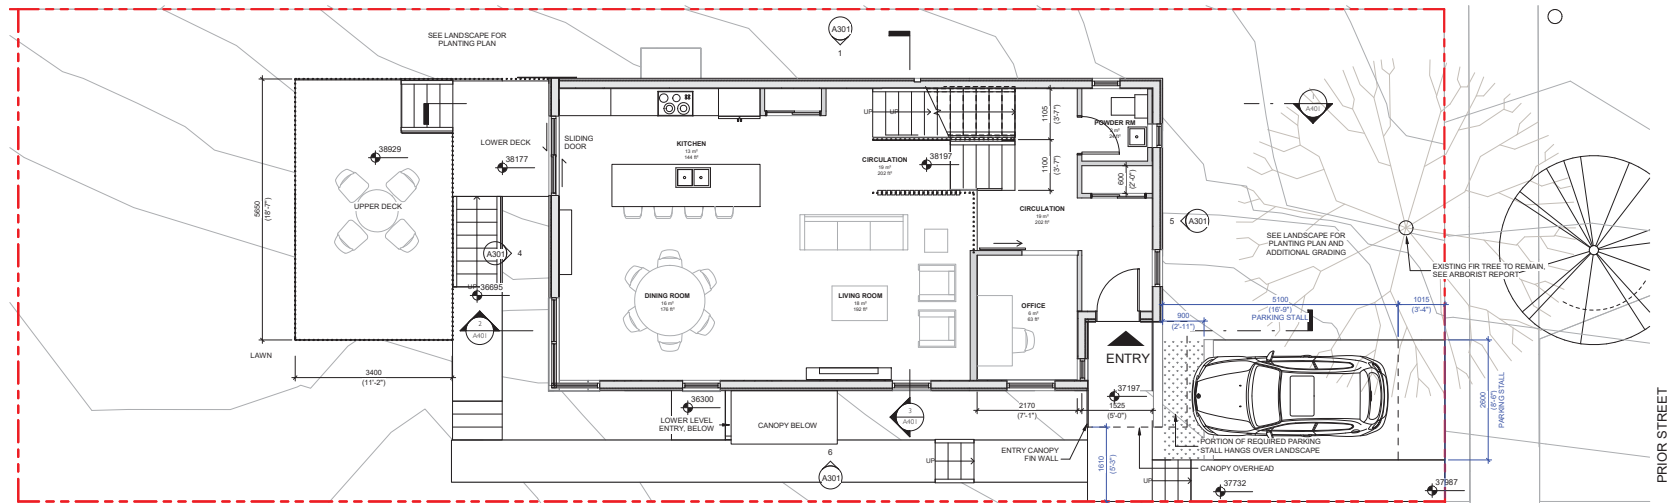 SEE LANDSCAPE FOR
PLANTING PLAN
A301
1
1
A401
SLIDING
DOOR
KITCHEN
13 m²
144 ft²
UP
UP
1105
(3'-7")
POWDER RM
LOWER DECK
38177
38929
CIRCULATION
19 m²
202 ft²
38197
1100
(3'-7")
600
(2'-0")
5650
(18'-7")
UPPER DECK
CIRCULATION
19 m²
202 ft²
5
A301
A301
4
SEE LANDSCAPE FOR
PLANTING PLAN AND
ADDITIONAL GRADING
EXISTING FIR TREE TO REMAIN,
SEE ARBORIST REPORT
UP
36695
2
A401
DINING ROOM
16 m²
176 ft²
LIVING ROOM
18 m²
192 ft²
OFFICE
6 m²
63 ft²
5100
(16'-9")
PARKING STALL
1015
(3'-4")
900
(2'-11")
ENTRY
LAWN
3400
(11'-2")
37197
2600
(8'-6")
PARKING STALL
PRIOR STREET
36300
LOWER LEVEL
ENTRY, BELOW
CANOPY BELOW
3
A401
2170
(7'-1")
1525
(5'-0")
6
A301
UP
ENTRY CANOPY
FIN WALL
1610
(5'-3")
PORTION OF REQUIRED PARKING
STALL HANGS OVER LANDSCAPE
CANOPY OVERHEAD
UP
37732
37987